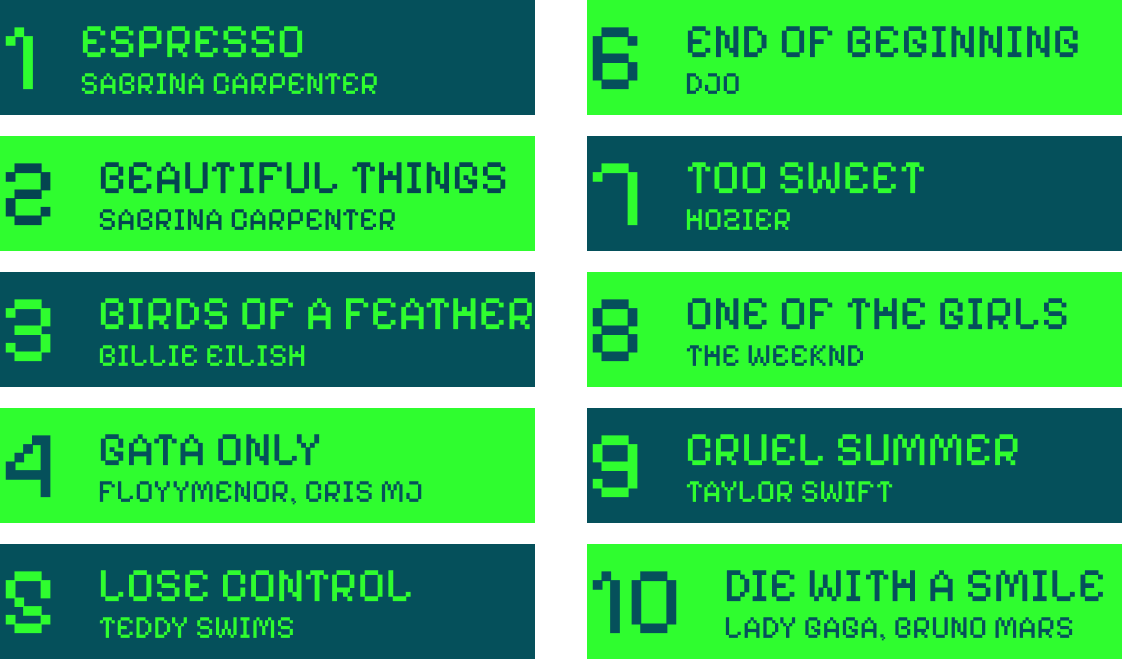 1
ESPRESSO
SABRINA CARPENTER
2
BEAUTIFUL THINGS
SABRINA CARPENTER
3
BIRDS OF A FEATHER
BILLIE EILISH
4
GATA ONLY
FLOYYMENOR, CRIS MJ
5
LOSE CONTROL
TEDDY SWIMS
6
END OF BEGINNING
DJO
7
TOO SWEET
HOZIER
8
ONE OF THE GIRLS
THE WEEKND
9
CRUEL SUMMER
TAYLOR SWIFT
10
DIE WITH A SMILE
LADY GAGA, BRUNO MARS